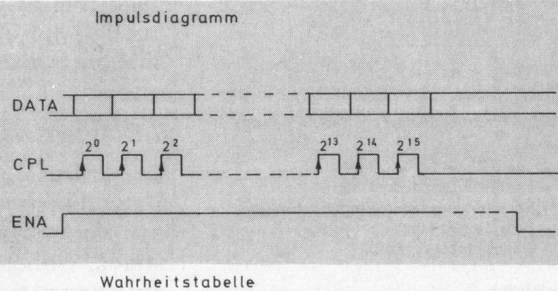 Impulsdiagramm
DATA
2⁰ 2¹ 2² 2¹³ 2¹⁴ 2¹⁵
CPL
ENA
Wahrheitstabelle